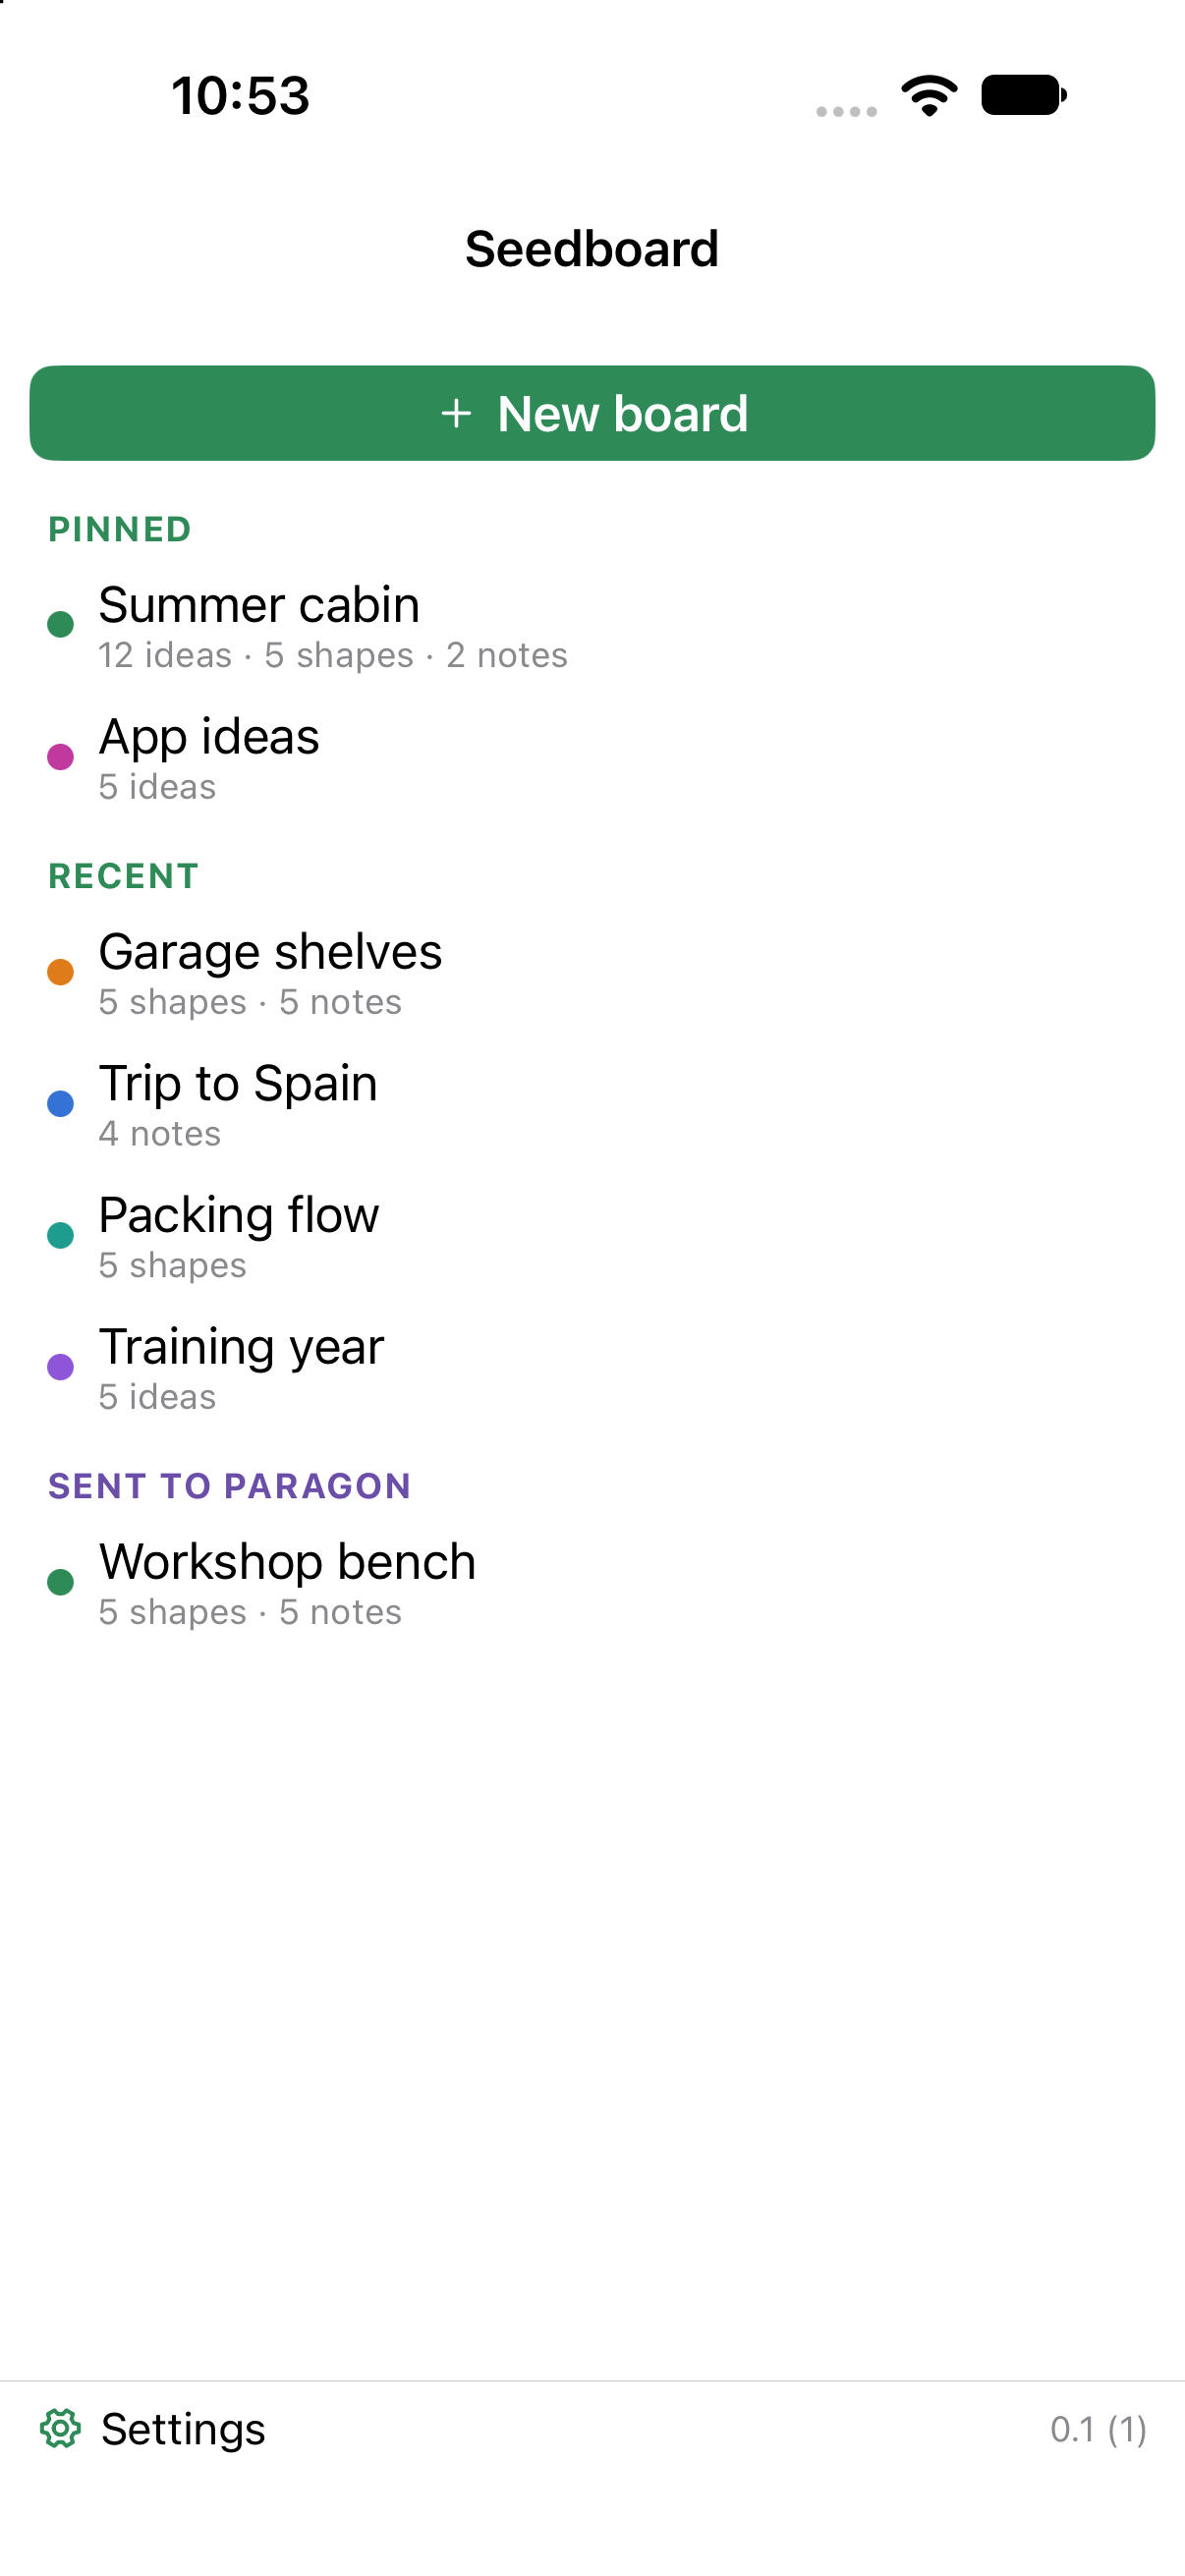 10:53
Seedboard
+ New board
PINNED
Summer cabin
12 ideas · 5 shapes · 2 notes
App ideas
5 ideas
RECENT
Garage shelves
5 shapes · 5 notes
Trip to Spain
4 notes
Packing flow
5 shapes
Training year
5 ideas
SENT TO PARAGON
Workshop bench
5 shapes · 5 notes
Settings
0.1 (1)